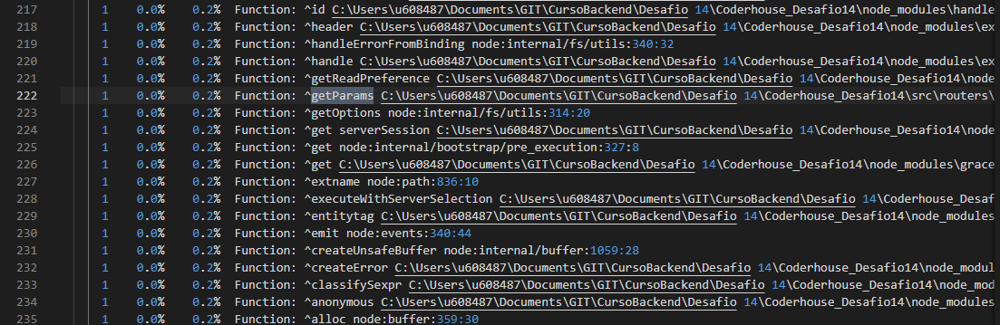 217 1 0.0% 0.2% Function: ^id C:\Users\u608487\Documents\GIT\CursoBackend\Desafio 14\Coderhouse_Desafio14\node_modules\handle
218 1 0.0% 0.2% Function: ^header C:\Users\u608487\Documents\GIT\CursoBackend\Desafio 14\Coderhouse_Desafio14\node_modules\ex
219 1 0.0% 0.2% Function: ^handleErrorFromBinding node:internal/fs/utils:340:32
220 1 0.0% 0.2% Function: ^handle C:\Users\u608487\Documents\GIT\CursoBackend\Desafio 14\Coderhouse_Desafio14\node_modules\ex
221 1 0.0% 0.2% Function: ^getReadPreference C:\Users\u608487\Documents\GIT\CursoBackend\Desafio 14\Coderhouse_Desafio14\no
222 1 0.0% 0.2% Function: ^getParams C:\Users\u608487\Documents\GIT\CursoBackend\Desafio 14\Coderhouse_Desafio14\src\routers\
223 1 0.0% 0.2% Function: ^getOptions node:internal/fs/utils:314:20
224 1 0.0% 0.2% Function: ^get serverSession C:\Users\u608487\Documents\GIT\CursoBackend\Desafio 14\Coderhouse_Desafio14\node
225 1 0.0% 0.2% Function: ^get node:internal/bootstrap/pre_execution:327:8
226 1 0.0% 0.2% Function: ^get C:\Users\u608487\Documents\GIT\CursoBackend\Desafio 14\Coderhouse_Desafio14\node_modules\grace
227 1 0.0% 0.2% Function: ^extname node:path:836:10
228 1 0.0% 0.2% Function: ^executeWithServerSelection C:\Users\u608487\Documents\GIT\CursoBackend\Desafio 14\Coderhouse_Desaf
229 1 0.0% 0.2% Function: ^entitytag C:\Users\u608487\Documents\GIT\CursoBackend\Desafio 14\Coderhouse_Desafio14\node_modules
230 1 0.0% 0.2% Function: ^emit node:events:340:44
231 1 0.0% 0.2% Function: ^createUnsafeBuffer node:internal/buffer:1059:28
232 1 0.0% 0.2% Function: ^createError C:\Users\u608487\Documents\GIT\CursoBackend\Desafio 14\Coderhouse_Desafio14\node_modul
233 1 0.0% 0.2% Function: ^classifySexpr C:\Users\u608487\Documents\GIT\CursoBackend\Desafio 14\Coderhouse_Desafio14\node_mod
234 1 0.0% 0.2% Function: ^anonymous C:\Users\u608487\Documents\GIT\CursoBackend\Desafio 14\Coderhouse_Desafio14\node_modules
235 1 0.0% 0.2% Function: ^alloc node:buffer:359:30